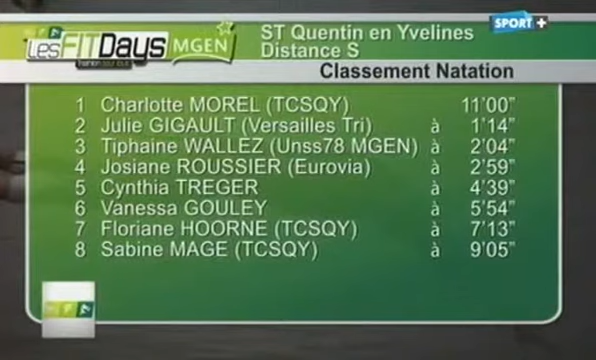 Les FITDays MGEN
SPORT +
ST Quentin en Yvelines
Distance S
Classement Natation
1 Charlotte MOREL (TCSQY) 11'00"
2 Julie GIGAULT (Versailles Tri) à 1'14"
3 Tiphaine WALLEZ (Unss78 MGEN) à 2'04"
4 Josiane ROUSSIER (Eurovia) à 2'59"
5 Cynthia TREGER à 4'39"
6 Vanessa GOULEY à 5'54"
7 Floriane HOORNE (TCSQY) à 7'13"
8 Sabine MAGE (TCSQY) à 9'05"